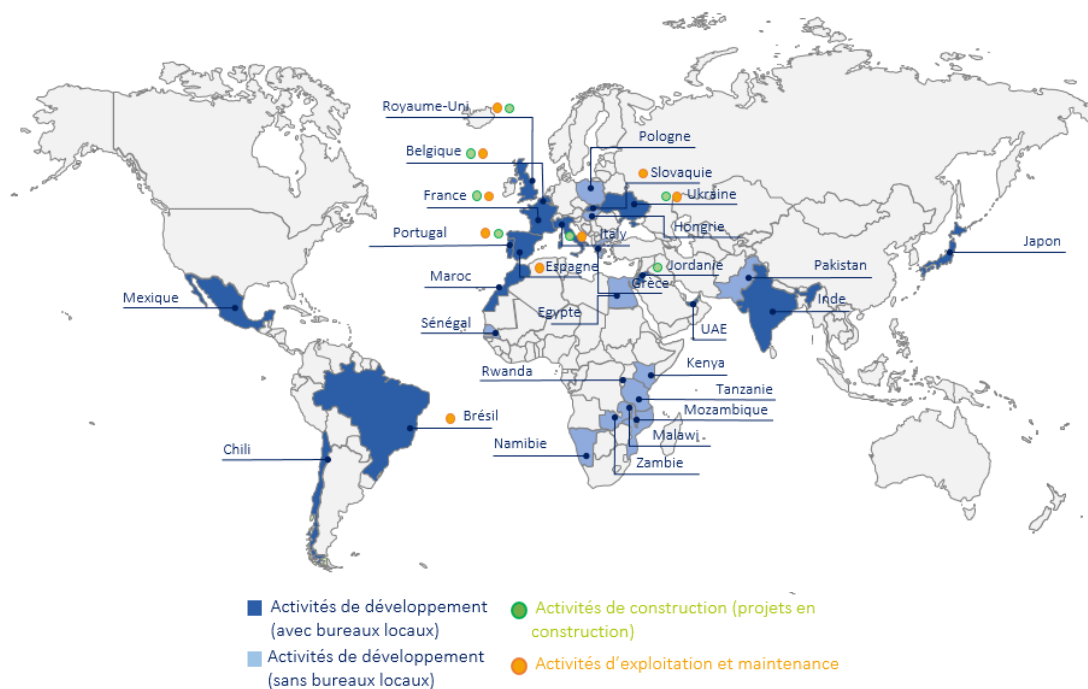 Royaume-Uni
Pologne
Belgique
Slovaquie
France
Ukraine
Portugal
Italy
Hongrie
Japon
Maroc
Espagne
Jordanie
Pakistan
Mexique
Grèce
Inde
Sénégal
Egypte
UAE
Rwanda
Kenya
Tanzanie
Brésil
Mozambique
Chili
Namibie
Malawi
Zambie
Activités de développement
(avec bureaux locaux)
Activités de construction (projets en
construction)
Activités de développement
(sans bureaux locaux)
Activités d’exploitation et maintenance